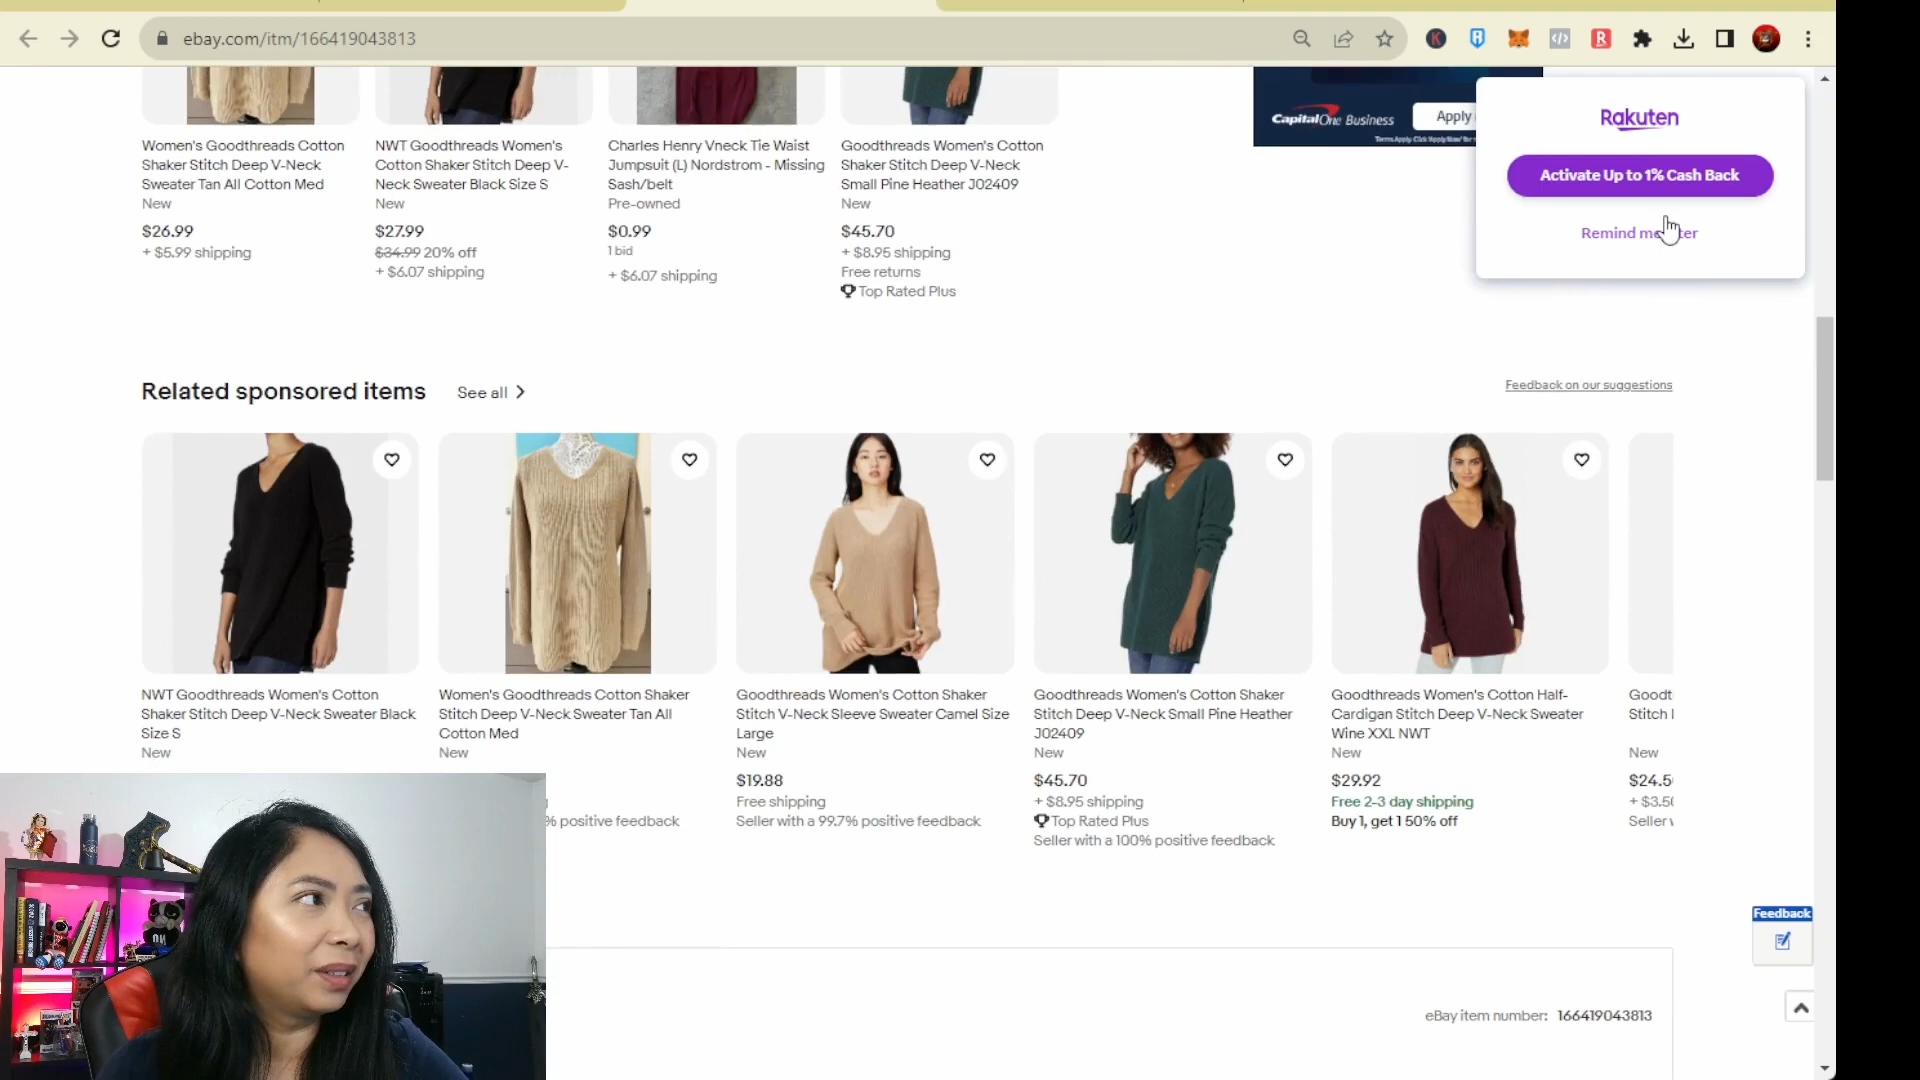 ebay.com/itm/166419043813
Women's Goodthreads Cotton
Shaker Stitch Deep V-Neck
Sweater Tan All Cotton Med
New
$26.99
+ $5.99 shipping
NWT Goodthreads Women's
Cotton Shaker Stitch Deep V-
Neck Sweater Black Size S
New
$27.99
$34.99 20% off
+ $6.07 shipping
Charles Henry Vneck Tie Waist
Jumpsuit (L) Nordstrom - Missing
Sash/belt
Pre-owned
$0.99
1 bid
+ $6.07 shipping
Goodthreads Women's Cotton
Shaker Stitch Deep V-Neck
Small Pine Heather J02409
New
$45.70
+ $8.95 shipping
Free returns
Top Rated Plus
CapitalOne Business
Apply
Rakuten
Activate Up to 1% Cash Back
Remind me
Related sponsored items
See all
Feedback on our suggestions
NWT Goodthreads Women's Cotton
Shaker Stitch Deep V-Neck Sweater Black
Size S
New
Women's Goodthreads Cotton Shaker
Stitch Deep V-Neck Sweater Tan All
Cotton Med
New
% positive feedback
Goodthreads Women's Cotton Shaker
Stitch V-Neck Sleeve Sweater Camel Size
Large
New
$19.88
Free shipping
Seller with a 99.7% positive feedback
Goodthreads Women's Cotton Shaker
Stitch Deep V-Neck Small Pine Heather
J02409
New
$45.70
+ $8.95 shipping
Top Rated Plus
Seller with a 100% positive feedback
Goodthreads Women's Cotton Half-
Cardigan Stitch Deep V-Neck Sweater
Wine XXL NWT
New
$29.92
Free 2-3 day shipping
Buy 1, get 1 50% off
Goodt
Stitch
New
$24.5
+ $3.50
Seller
Feedback
eBay item number: 166419043813